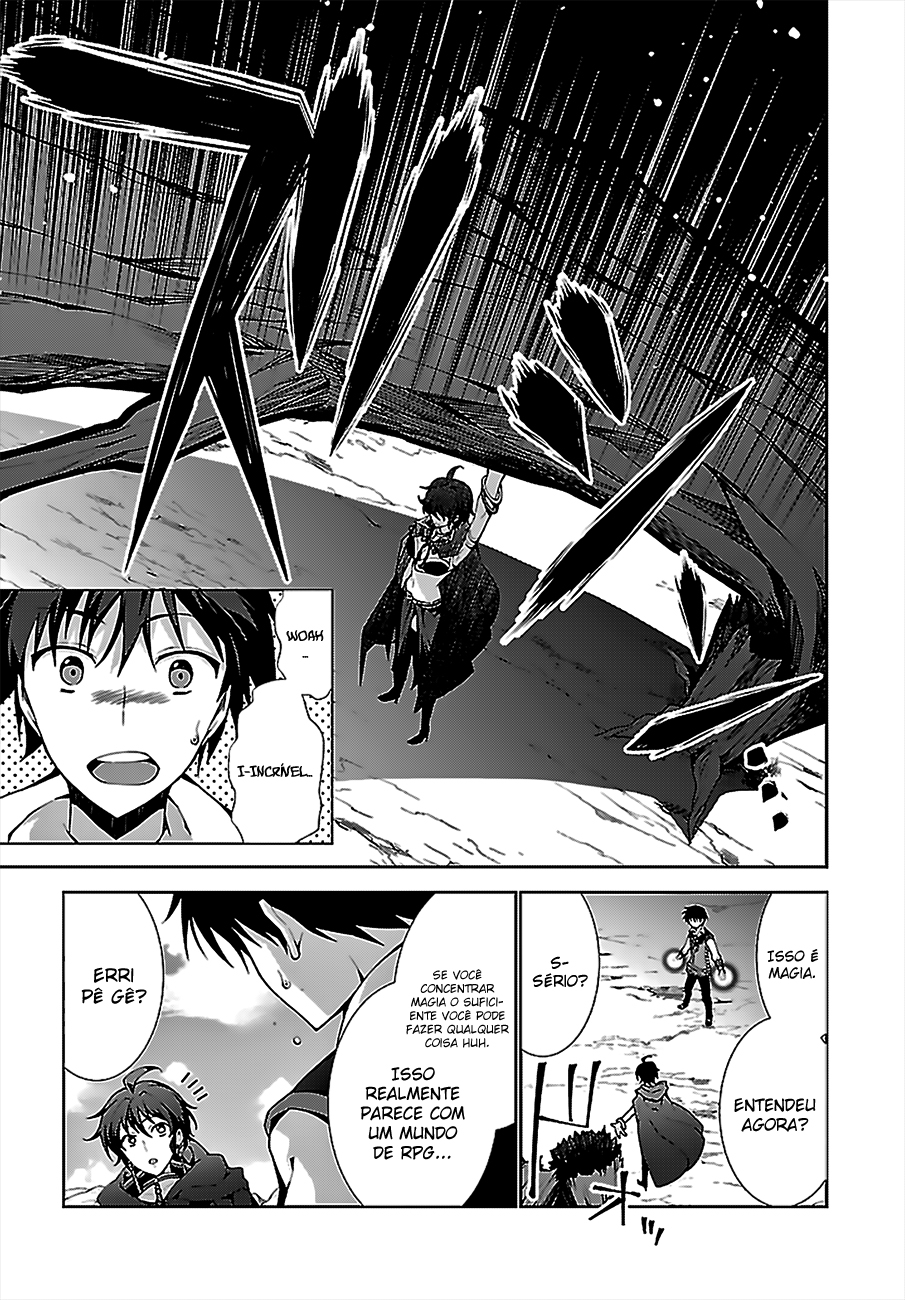 WOAH
..
I-INCRÍVEL..
ISSO É
MAGIA.
ENTENDEU
AGORA?
S-
SÉRIO?
SE VOCÊ
CONCENTRAR
MAGIA O SUFICI-
ENTE VOCÊ PODE
FAZER QUALQUER
COISA HUH.
ISSO
REALMENTE
PARECE COM
UM MUNDO
DE RPG...
ERRI
PÊ GÊ?